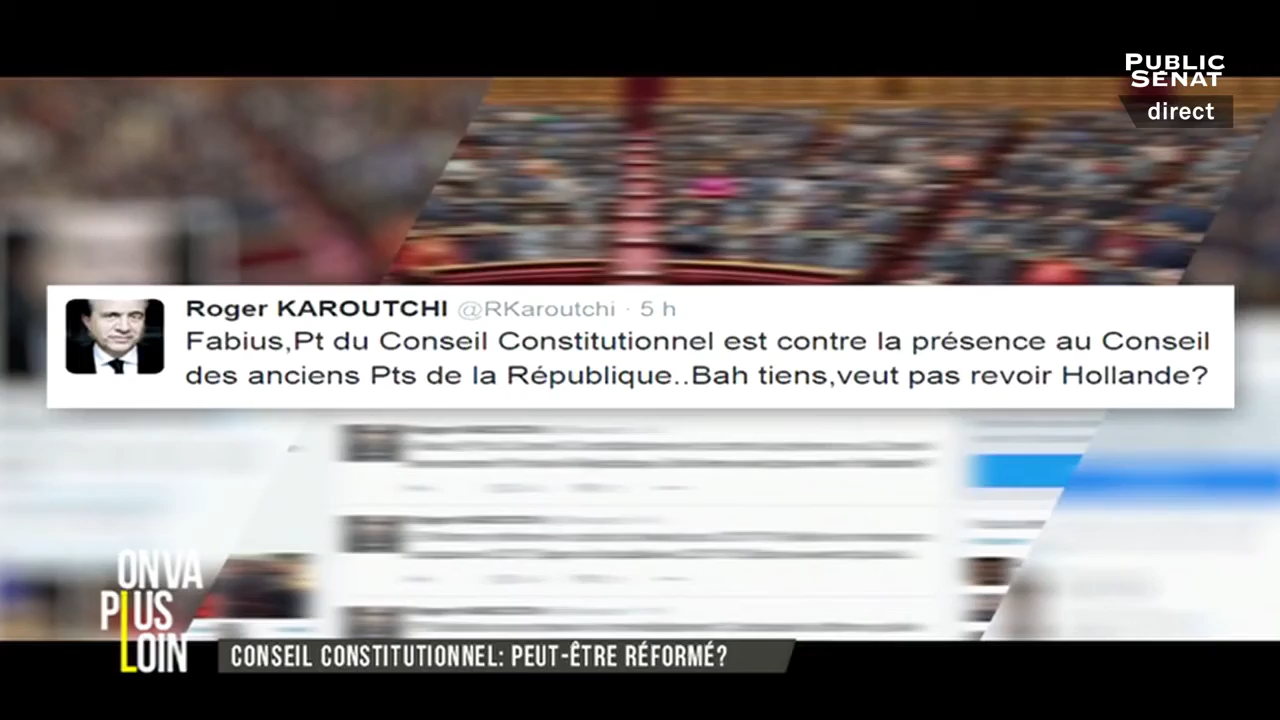 PUBLIC
SÉNAT
direct
Roger KAROUTCHI @RKaroutchi · 5 h
Fabius,Pt du Conseil Constitutionnel est contre la présence au Conseil
des anciens Pts de la République..Bah tiens,veut pas revoir Hollande?
ON VA
PLUS
LOIN
CONSEIL CONSTITUTIONNEL: PEUT-ÊTRE RÉFORMÉ?